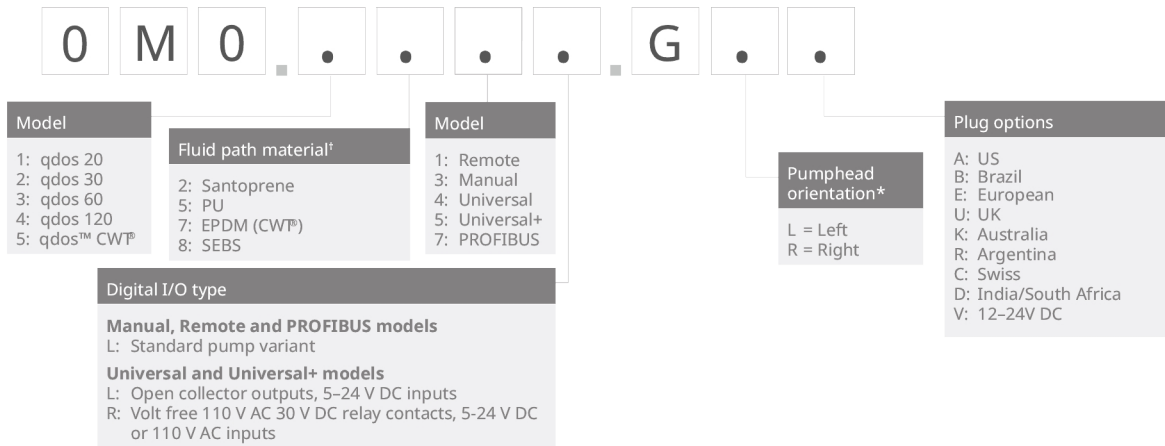 0 M 0 . . . . . . G . .
Model
1: qdos 20
2: qdos 30
3: qdos 60
4: qdos 120
5: qdos™ CWT®
Fluid path material†
2: Santoprene
5: PU
7: EPDM (CWT®)
8: SEBS
Model
1: Remote
3: Manual
4: Universal
5: Universal+
7: PROFIBUS
Digital I/O type
Manual, Remote and PROFIBUS models
L: Standard pump variant
Universal and Universal+ models
L: Open collector outputs, 5–24 V DC inputs
R: Volt free 110 V AC 30 V DC relay contacts, 5-24 V DC
or 110 V AC inputs
Pumphead
orientation*
L = Left
R = Right
Plug options
A: US
B: Brazil
E: European
U: UK
K: Australia
R: Argentina
C: Swiss
D: India/South Africa
V: 12–24V DC